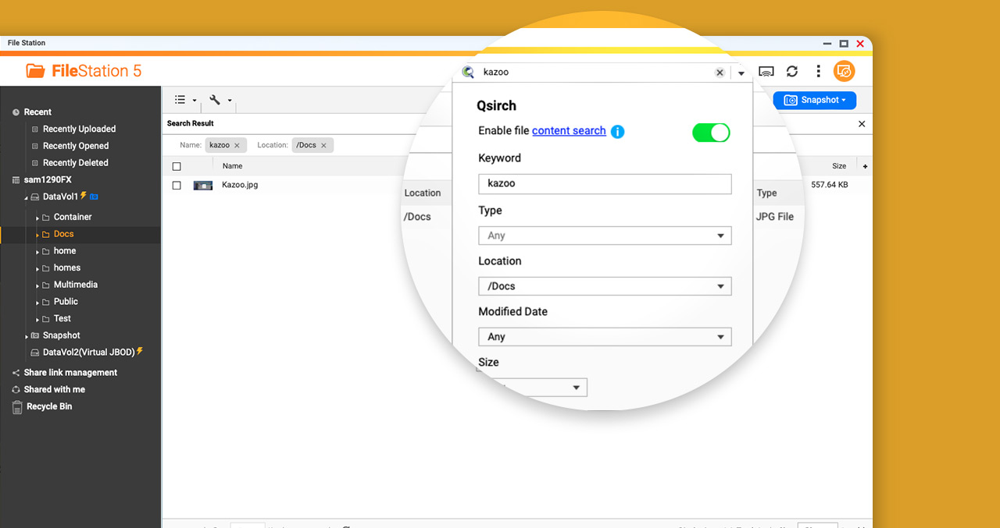 File Station
FileStation 5
kazoo
Snapshot
Recent
Recently Uploaded
Recently Opened
Recently Deleted
sam1290FX
DataVol1
Container
Docs
home
homes
Multimedia
Public
Test
Snapshot
DataVol2(Virtual JBOD)
Share link management
Shared with me
Recycle Bin
Search Result
Name: kazoo Location: /Docs
Name Size
Kazoo.jpg 557.64 KB
Location Type
/Docs JPG File
Qsirch
Enable file content search
Keyword
kazoo
Type
Any
Location
/Docs
Modified Date
Any
Size